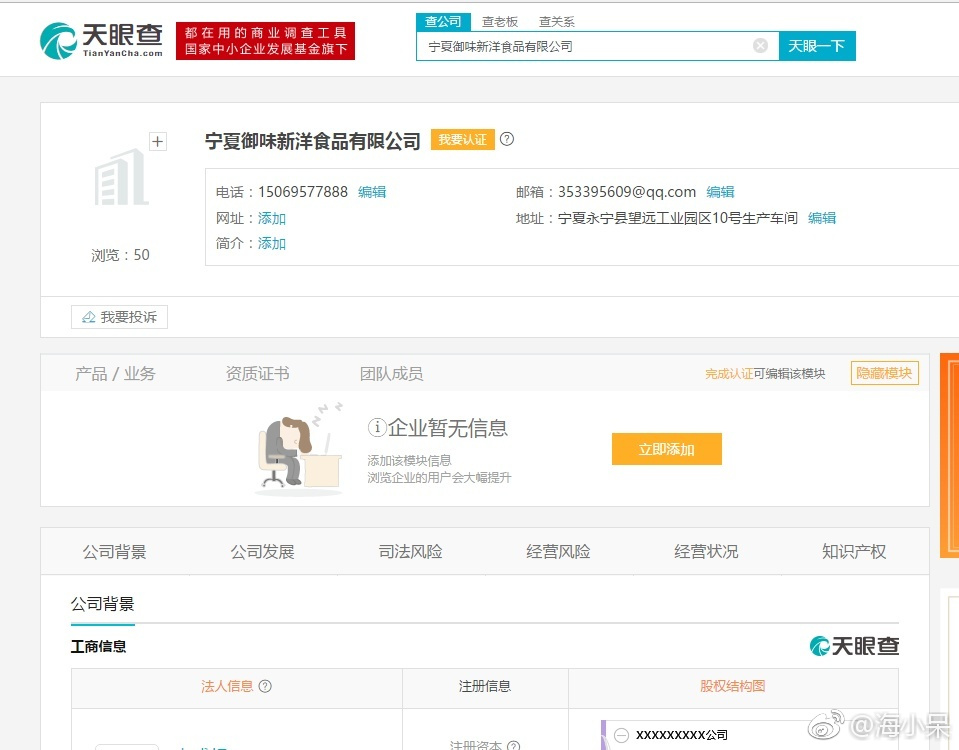 天眼查
TianYanCha.com
都在用的商业调查工具
国家中小企业发展基金旗下
查公司 查老板 查关系
宁夏御味新洋食品有限公司
天眼一下
宁夏御味新洋食品有限公司 我要认证 ?
电话：15069577888 编辑 邮箱：353395609@qq.com 编辑
网址：添加 地址：宁夏永宁县望远工业园区10号生产车间 编辑
简介：添加
浏览：50
我要投诉
产品 / 业务 资质证书 团队成员 完成认证可编辑该模块 隐藏模块
企业暂无信息
添加该模块信息
浏览企业的用户会大幅提升
立即添加
公司背景 公司发展 司法风险 经营风险 经营状况 知识产权
公司背景
工商信息 天眼查
法人信息 ? 注册信息 股权结构图
注册资本 ?
XXXXXXXXX公司
@海小呆